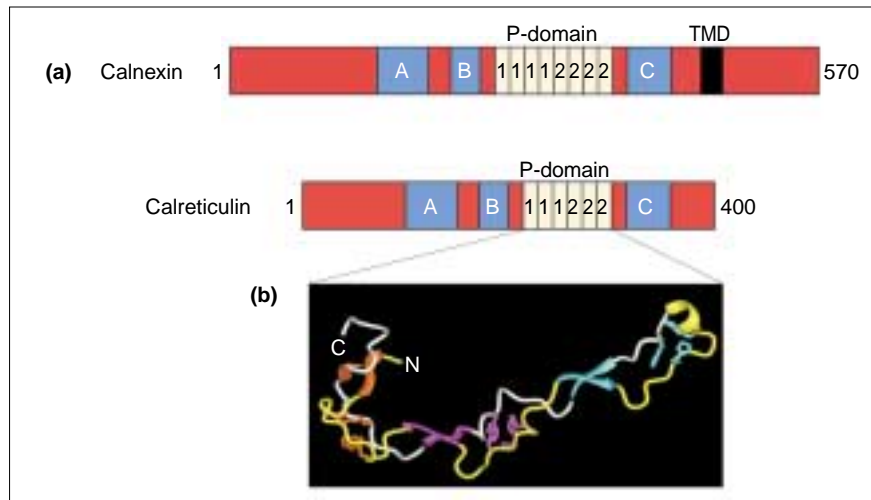 P-domain TMD
(a) Calnexin 1 A B 1 1 1 1 2 2 2 2 C 570
P-domain
Calreticulin 1 A B 1 1 1 2 2 2 C 400
(b)
C
N